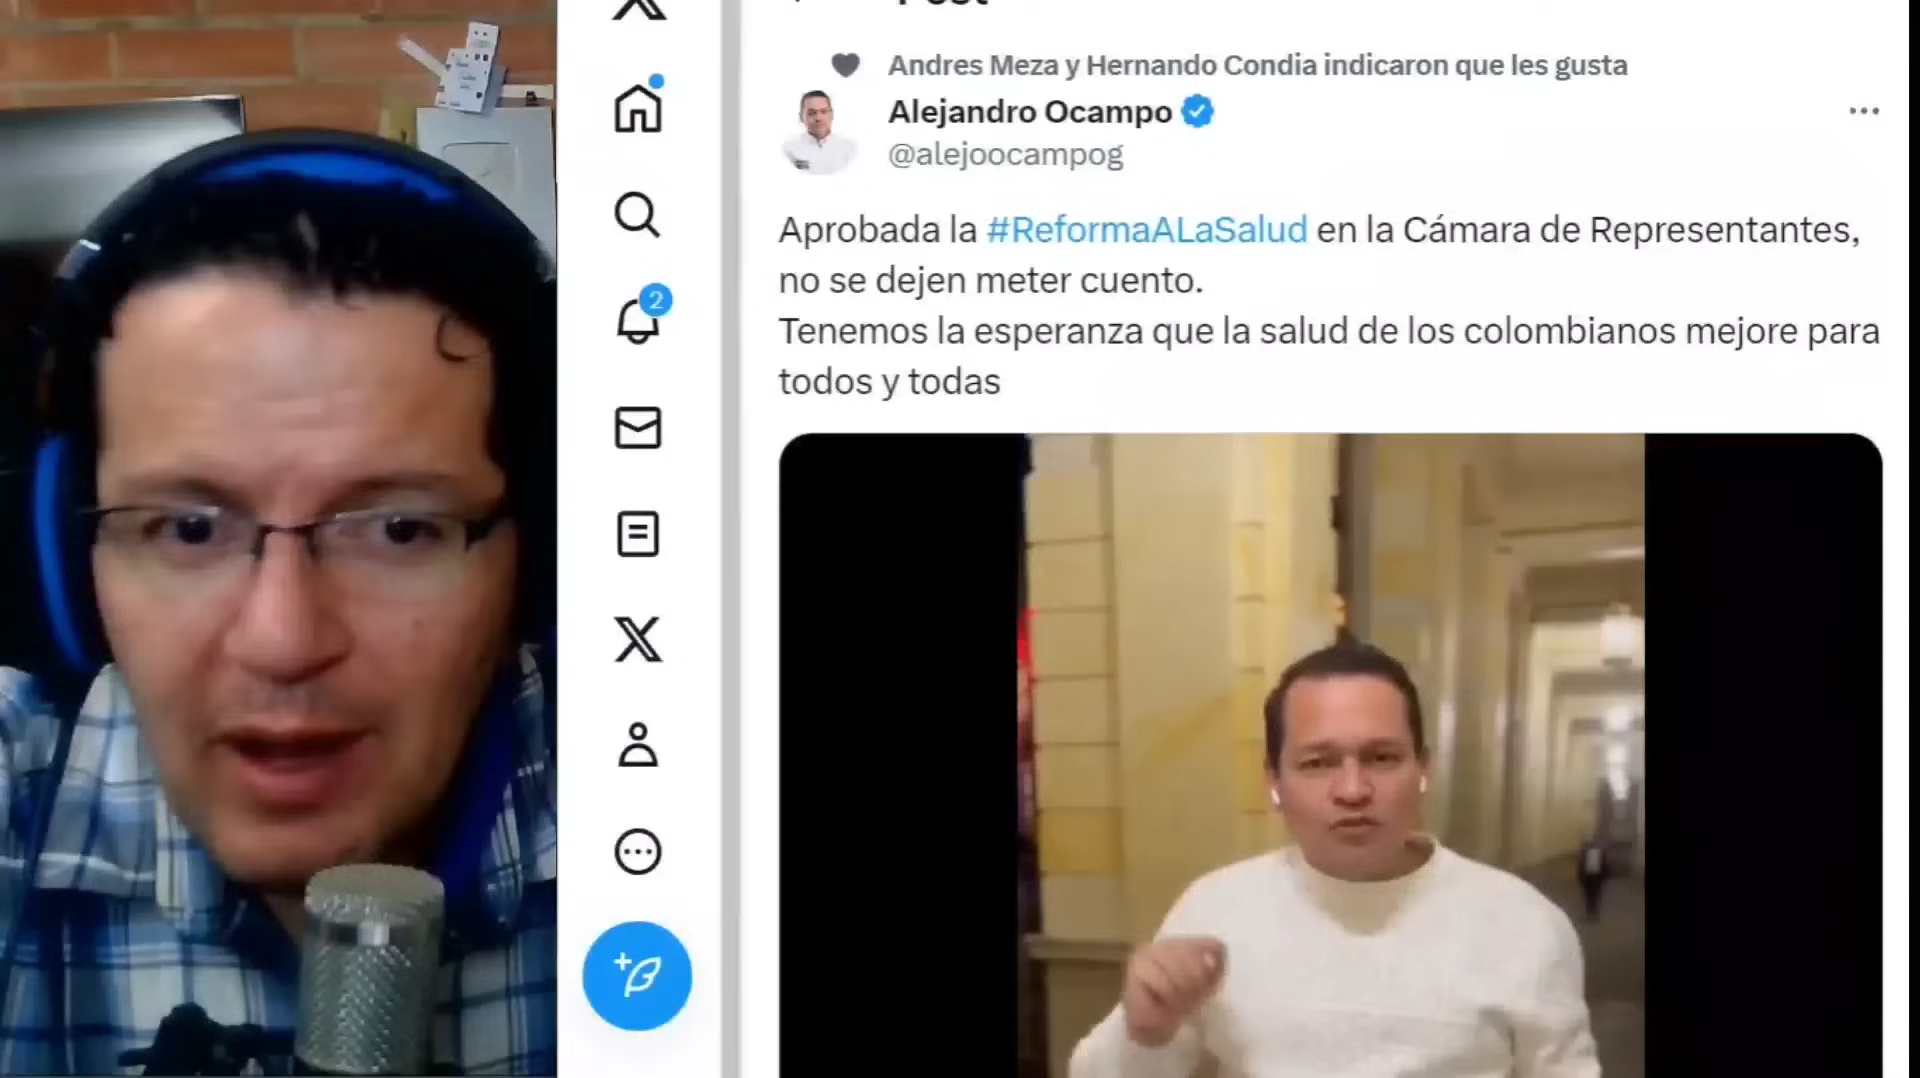 Post
Andres Meza y Hernando Condia indicaron que les gusta
Alejandro Ocampo
@alejoocampog
Aprobada la #ReformaALaSalud en la Cámara de Representantes,
no se dejen meter cuento.
Tenemos la esperanza que la salud de los colombianos mejore para
todos y todas
2